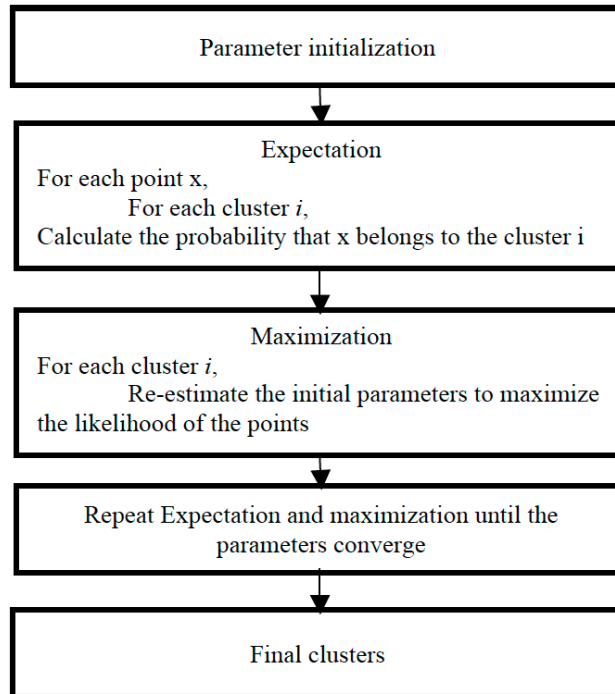 Parameter initialization
Expectation
For each point x,
For each cluster i,
Calculate the probability that x belongs to the cluster i
Maximization
For each cluster i,
Re-estimate the initial parameters to maximize
the likelihood of the points
Repeat Expectation and maximization until the
parameters converge
Final clusters